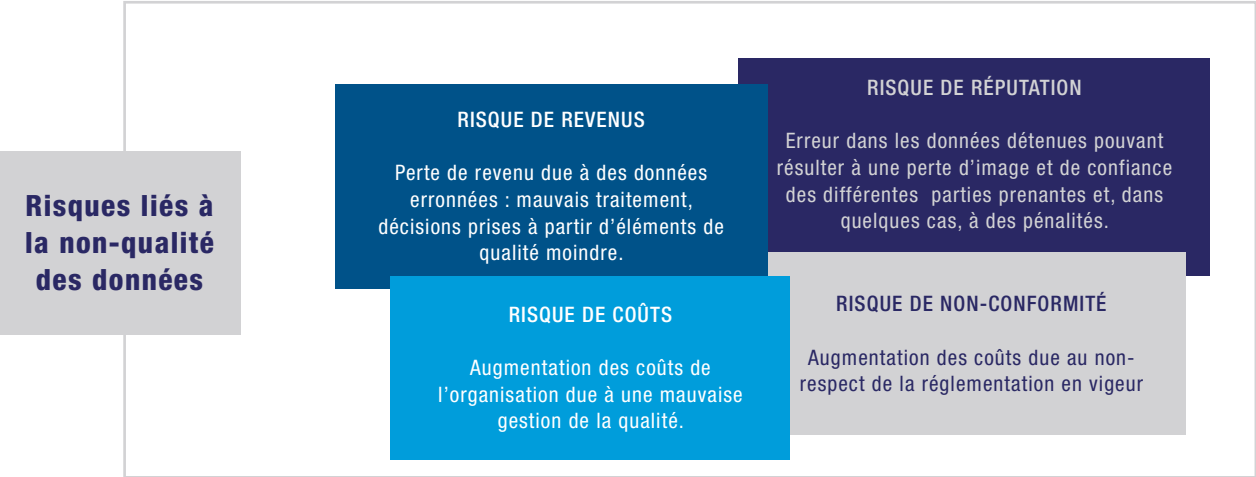 Risques liés à
la non-qualité
des données
RISQUE DE REVENUS
Perte de revenu due à des données
erronnées : mauvais traitement,
décisions prises à partir d’éléments de
qualité moindre.
RISQUE DE RÉPUTATION
Erreur dans les données détenues pouvant
résulter à une perte d’image et de confiance
des différentes parties prenantes et, dans
quelques cas, à des pénalités.
RISQUE DE COÛTS
Augmentation des coûts de
l’organisation due à une mauvaise
gestion de la qualité.
RISQUE DE NON-CONFORMITÉ
Augmentation des coûts due au non-
respect de la réglementation en vigeur